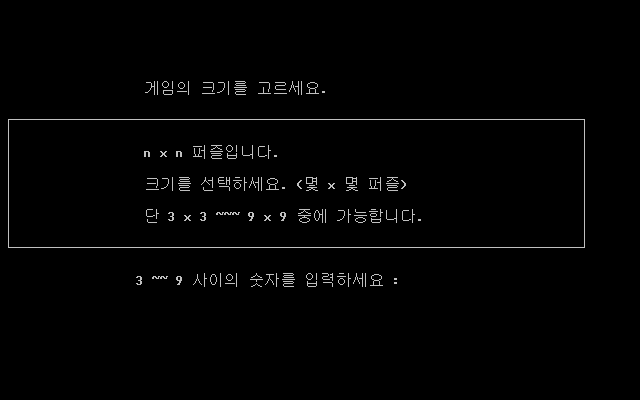 게임의 크기를 고르세요.
n x n 퍼즐입니다.
크기를 선택하세요. (몇 x 몇 퍼즐)
단 3 x 3 ~~~ 9 x 9 중에 가능합니다.
3 ~~ 9 사이의 숫자를 입력하세요 :